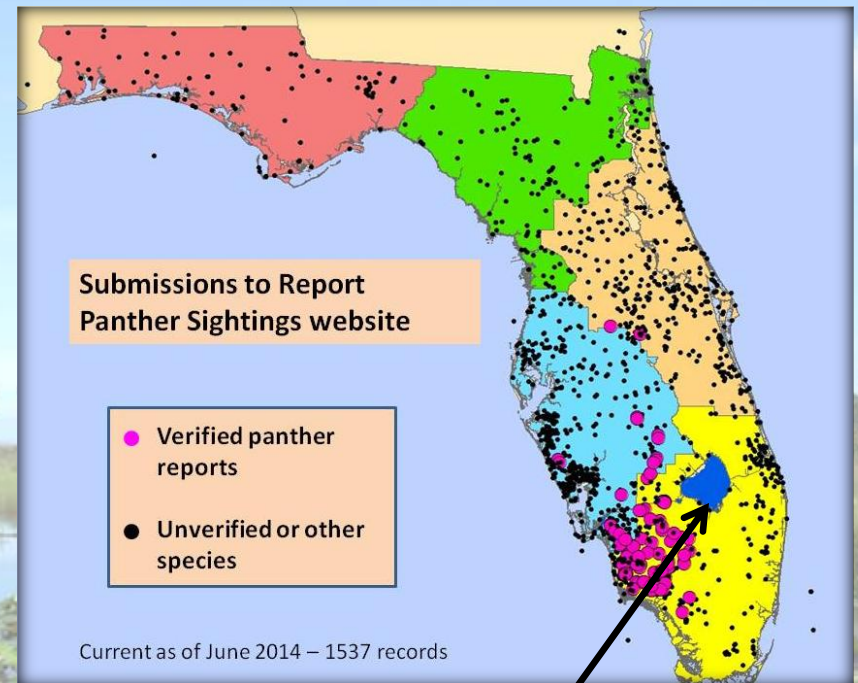 Submissions to Report
Panther Sightings website
Verified panther
reports
Unverified or other
species
Current as of June 2014 – 1537 records